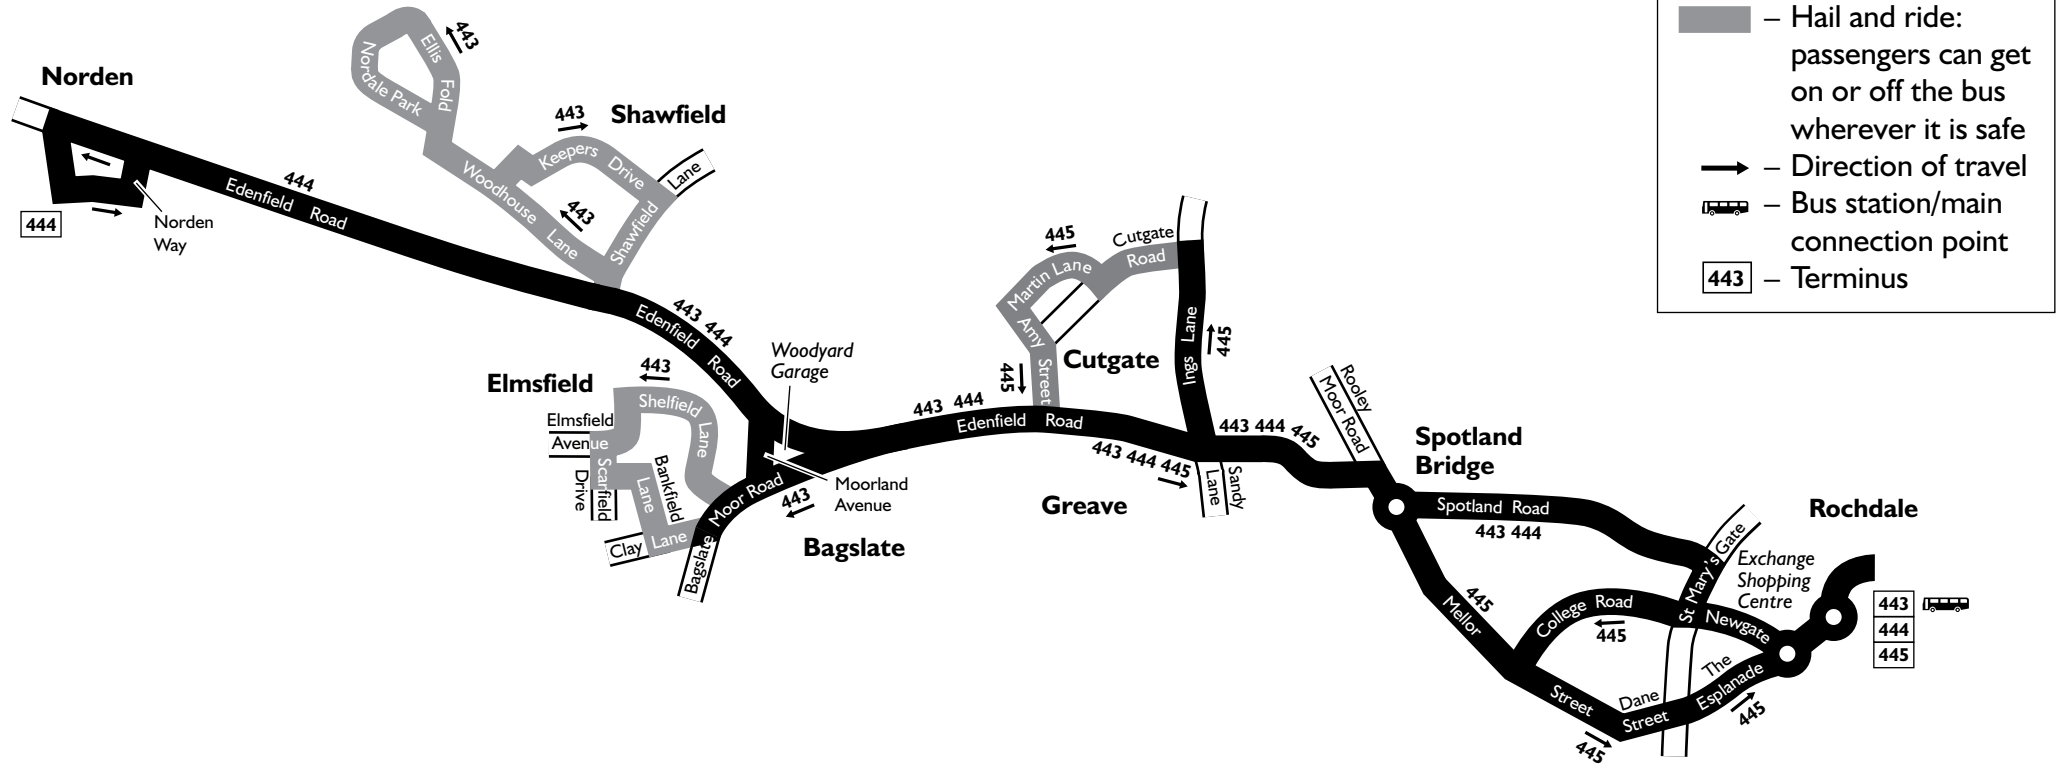 – Hail and ride:
passengers can get
on or off the bus
wherever it is safe
– Direction of travel
– Bus station/main
connection point
443 – Terminus
Norden
444
Norden
Way
444
Edenfield Road
Nordale Park
Ellis Fold
443
Shawfield
443
Keepers Drive
Lane
Shawfield
443
Woodhouse Lane
443 444
Edenfield Road
Woodyard
Garage
Elmsfield
443
Shelfield Lane
Elmsfield
Avenue
Scarfield
Drive
Bankfield
Lane
Clay Lane
Bagslate Moor Road
443
Moorland
Avenue
Bagslate
443 444
Edenfield Road
445
Cutgate
Road
Martin Lane
Amy Street
445
Cutgate
Ings Lane
445
443 444 445
443 444 445
Greave
Sandy
Lane
Rooley
Moor Road
Spotland
Bridge
Spotland Road
443 444
Rochdale
St Mary's Gate
Exchange
Shopping
Centre
443
444
445
445
Mellor Street
College Road
445
Newgate
The
Esplanade
445
Dane
Street
445